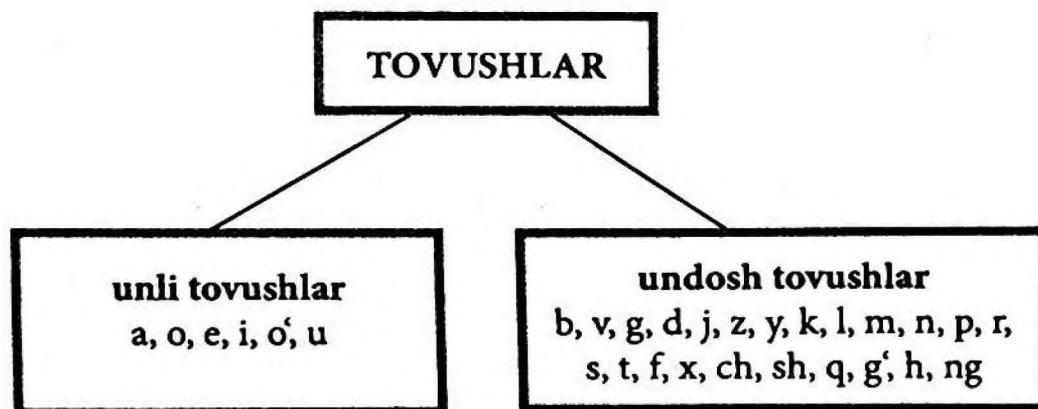 TOVUSHLAR
unli tovushlar
a, o, e, i, o‘, u
undosh tovushlar
b, v, g, d, j, z, y, k, l, m, n, p, r,
s, t, f, x, ch, sh, q, g‘, h, ng